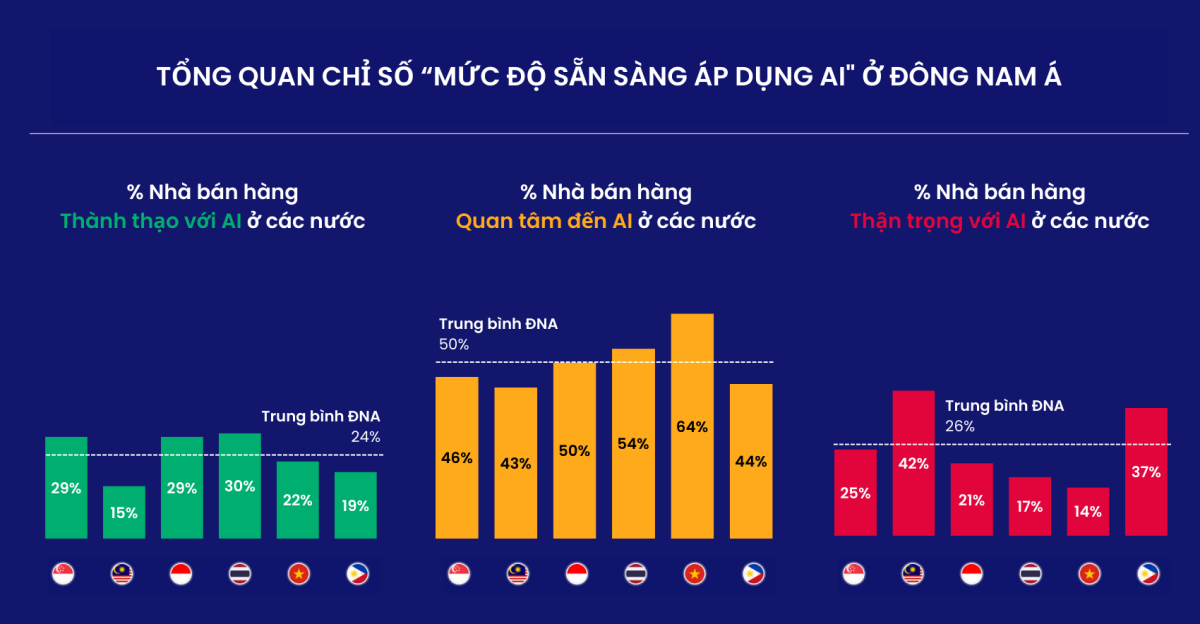 TỔNG QUAN CHỈ SỐ “MỨC ĐỘ SẴN SÀNG ÁP DỤNG AI" Ở ĐÔNG NAM Á
% Nhà bán hàng
Thành thạo với AI ở các nước
Trung bình ĐNA
24%
29%
15%
29%
30%
22%
19%
% Nhà bán hàng
Quan tâm đến AI ở các nước
Trung bình ĐNA
50%
46%
43%
50%
54%
64%
44%
% Nhà bán hàng
Thận trọng với AI ở các nước
Trung bình ĐNA
26%
25%
42%
21%
17%
14%
37%